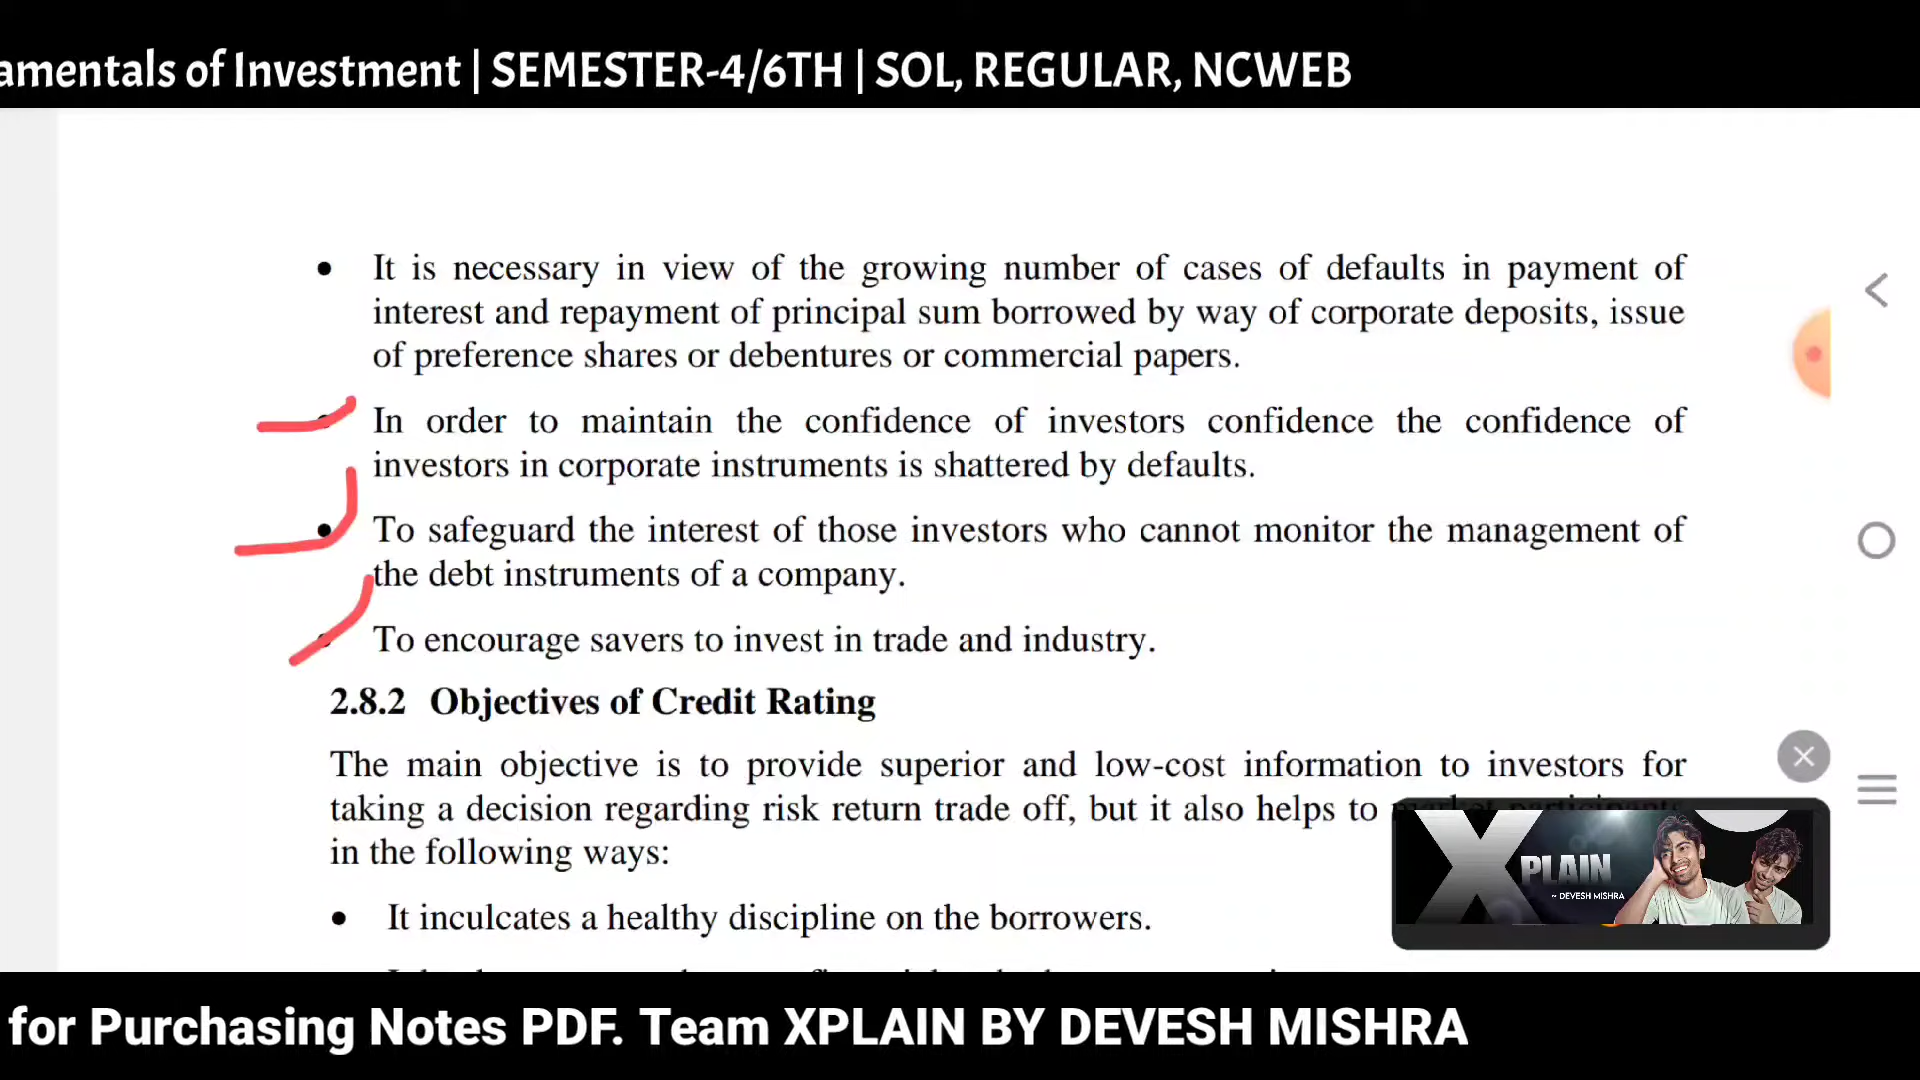 amentals of Investment | SEMESTER-4/6TH | SOL, REGULAR, NCWEB
• It is necessary in view of the growing number of cases of defaults in payment of
interest and repayment of principal sum borrowed by way of corporate deposits, issue
of preference shares or debentures or commercial papers.
• In order to maintain the confidence of investors confidence the confidence of
investors in corporate instruments is shattered by defaults.
• To safeguard the interest of those investors who cannot monitor the management of
the debt instruments of a company.
• To encourage savers to invest in trade and industry.
2.8.2 Objectives of Credit Rating
The main objective is to provide superior and low-cost information to investors for
taking a decision regarding risk return trade off, but it also helps to market participants
in the following ways:
• It inculcates a healthy discipline on the borrowers.
XPLAIN
~ DEVESH MISHRA
for Purchasing Notes PDF. Team XPLAIN BY DEVESH MISHRA